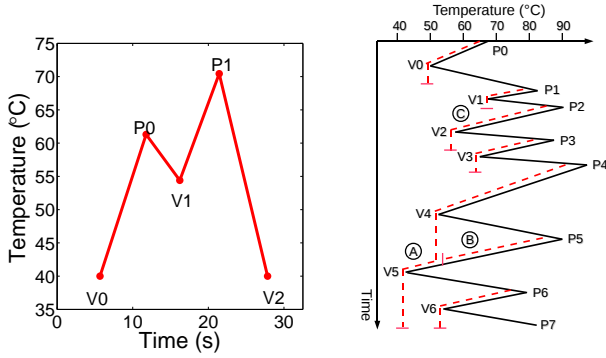 75
70
65
60
55
50
45
40
35
Temperature (°C)
P1
P0
V1
V0
V2
0
10
20
30
Time (s)
Temperature (°C)
40 50 60 70 80 90
P0
V0
P1
V1
P2
C
V2
P3
V3
P4
V4
P5
B
A
V5
P6
V6
P7
Time